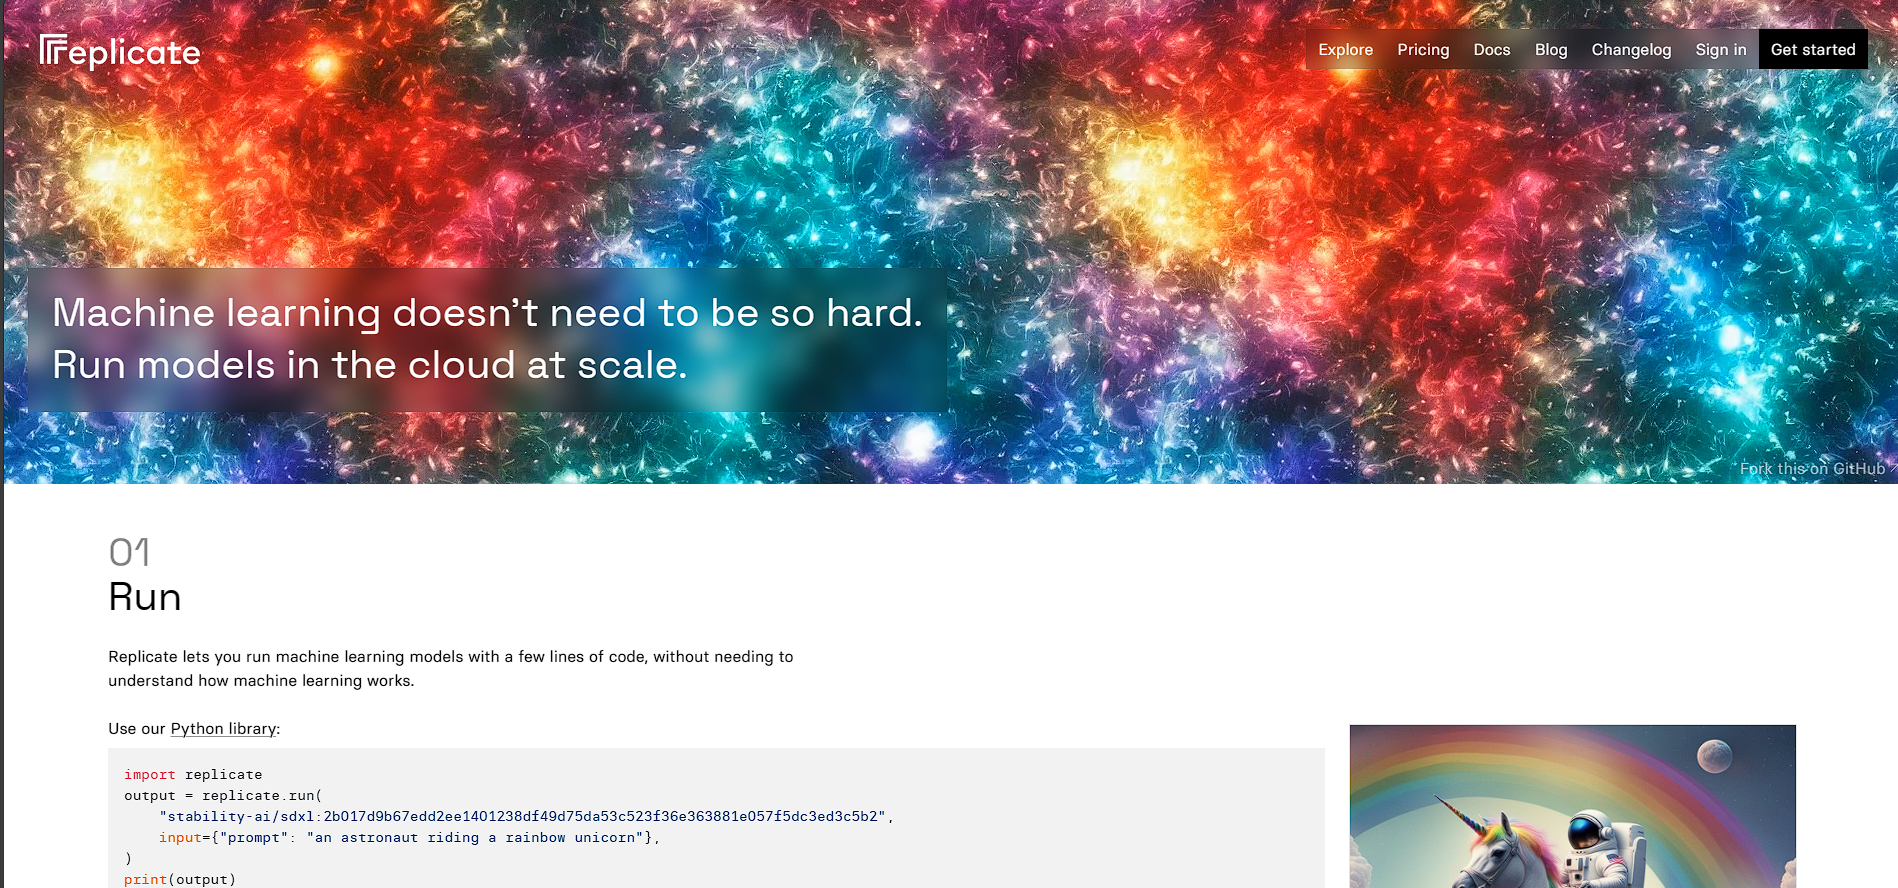 replicate
Explore Pricing Docs Blog Changelog Sign in Get started
Machine learning doesn’t need to be so hard.
Run models in the cloud at scale.
Fork this on GitHub
01
Run
Replicate lets you run machine learning models with a few lines of code, without needing to
understand how machine learning works.
Use our Python library:
import replicate
output = replicate.run(
    "stability-ai/sdxl:2b017d9b67edd2ee1401238df49d75da53c523f36e363881e057f5dc3ed3c5b2",
    input={"prompt": "an astronaut riding a rainbow unicorn"},
)
print(output)